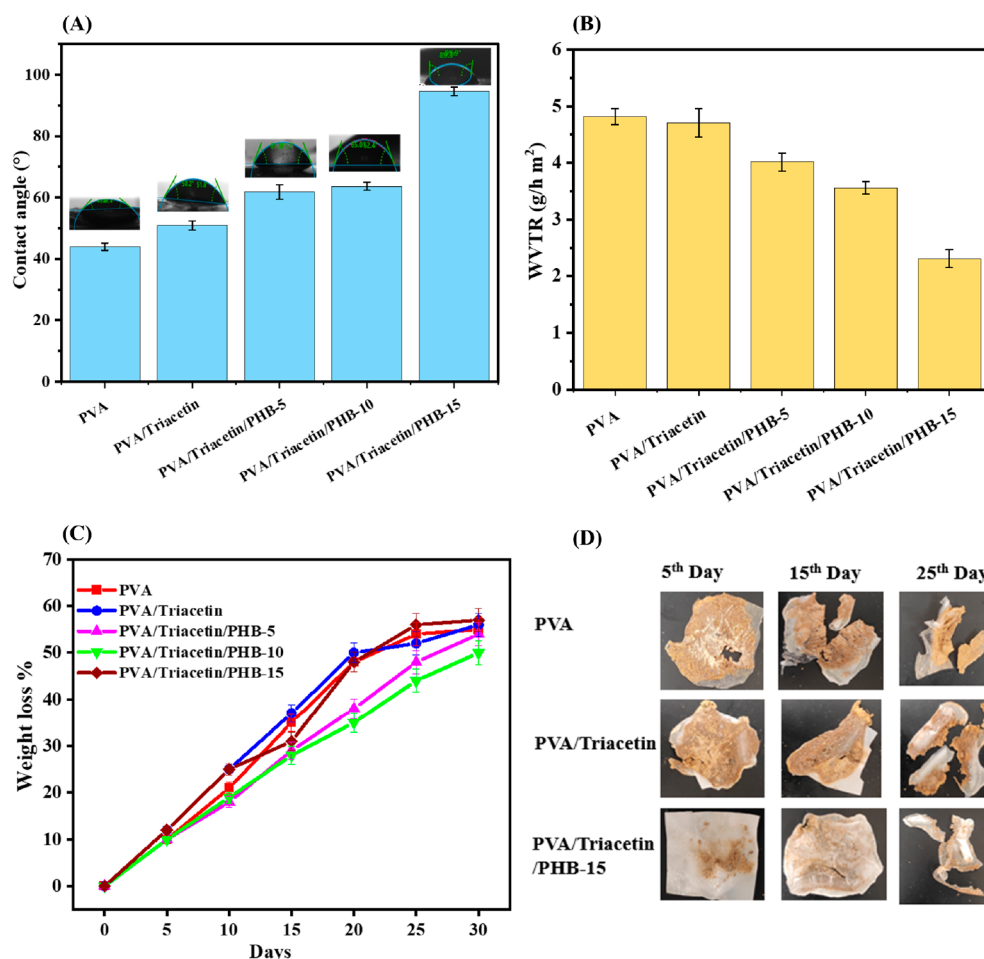 (A)
Contact angle (°)
100
80
60
40
20
0
PVA
PVA/Triacetin
PVA/Triacetin/PHB-5
PVA/Triacetin/PHB-10
PVA/Triacetin/PHB-15
(B)
WVTR (g/h m²)
6
5
4
3
2
1
0
PVA
PVA/Triacetin
PVA/Triacetin/PHB-5
PVA/Triacetin/PHB-10
PVA/Triacetin/PHB-15
(C)
Weight loss %
70
60
50
40
30
20
10
0
PVA
PVA/Triacetin
PVA/Triacetin/PHB-5
PVA/Triacetin/PHB-10
PVA/Triacetin/PHB-15
0 5 10 15 20 25 30
Days
(D)
5th Day 15th Day 25th Day
PVA
PVA/Triacetin
PVA/Triacetin
/PHB-15